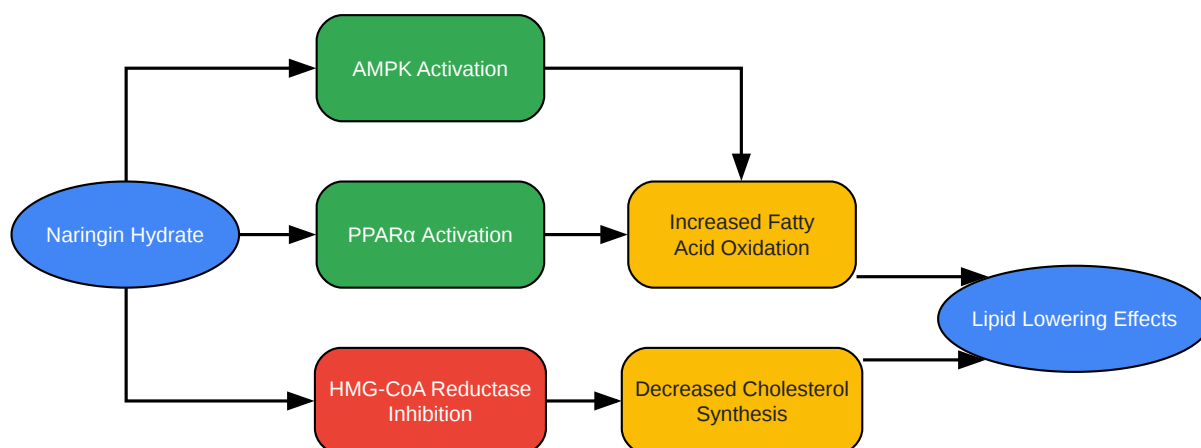 AMPK Activation
Naringin Hydrate
PPARα Activation
Increased Fatty
Acid Oxidation
Lipid Lowering Effects
HMG-CoA Reductase
Inhibition
Decreased Cholesterol
Synthesis